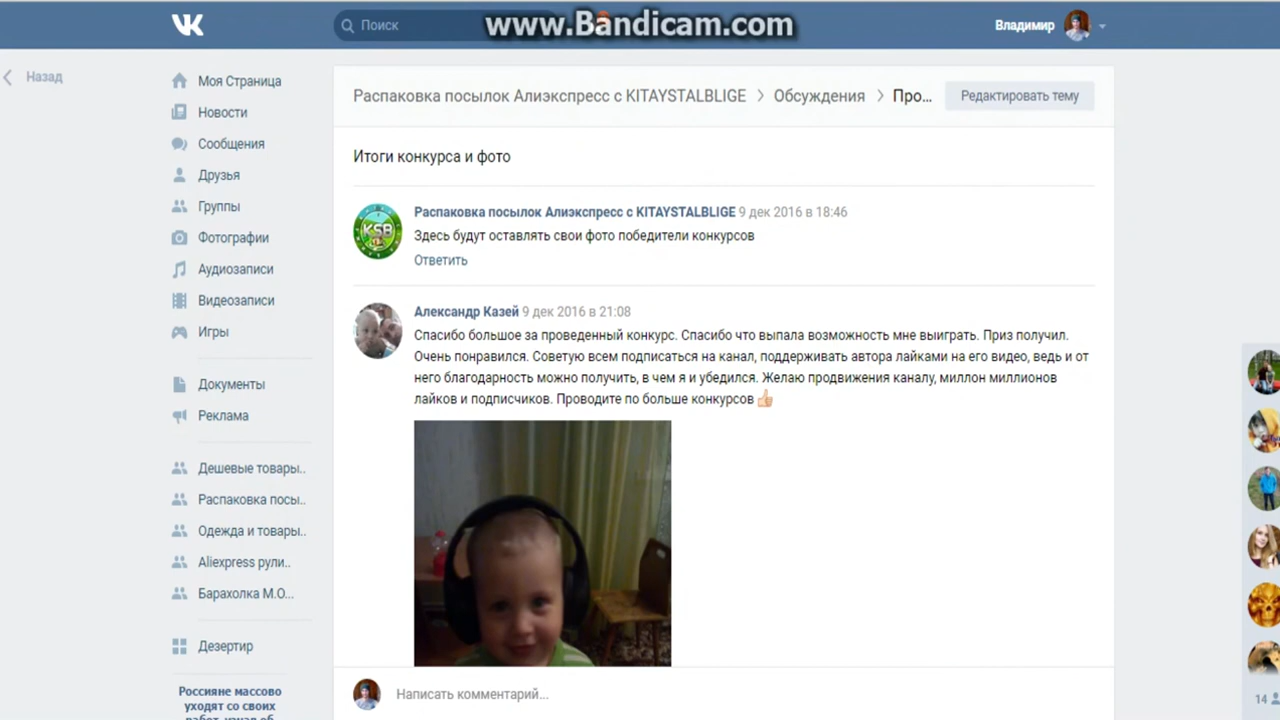 www.Bandicam.com
Поиск
Владимир
Назад
Моя Страница
Новости
Сообщения
Друзья
Группы
Фотографии
Аудиозаписи
Видеозаписи
Игры
Документы
Реклама
Дешевые товары..
Распаковка посы..
Одежда и товары..
Aliexpress рули..
Барахолка М.О...
Дезертир
Россияне массово
уходят со своих
работ, узнал об
Распаковка посылок Алиэкспресс с KITAYSTALBLIGE > Обсуждения > Про...
Редактировать тему
Итоги конкурса и фото
KSB
Распаковка посылок Алиэкспресс с KITAYSTALBLIGE 9 дек 2016 в 18:46
Здесь будут оставлять свои фото победители конкурсов
Ответить
Александр Казей 9 дек 2016 в 21:08
Спасибо большое за проведенный конкурс. Спасибо что выпала возможность мне выиграть. Приз получил.
Очень понравился. Советую всем подписаться на канал, поддерживать автора лайками на его видео, ведь и от
него благодарность можно получить, в чем я и убедился. Желаю продвижения каналу, миллон миллионов
лайков и подписчиков. Проводите по больше конкурсов 👍
Написать комментарий...
14